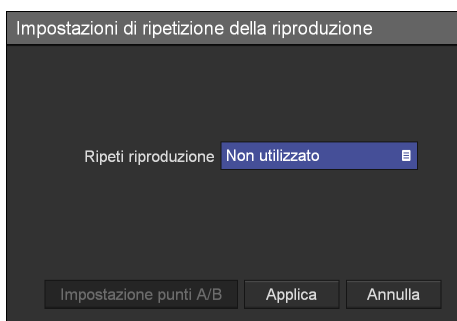 Impostazioni di ripetizione della riproduzione
Ripeti riproduzione Non utilizzato
Impostazione punti A/B Applica Annulla